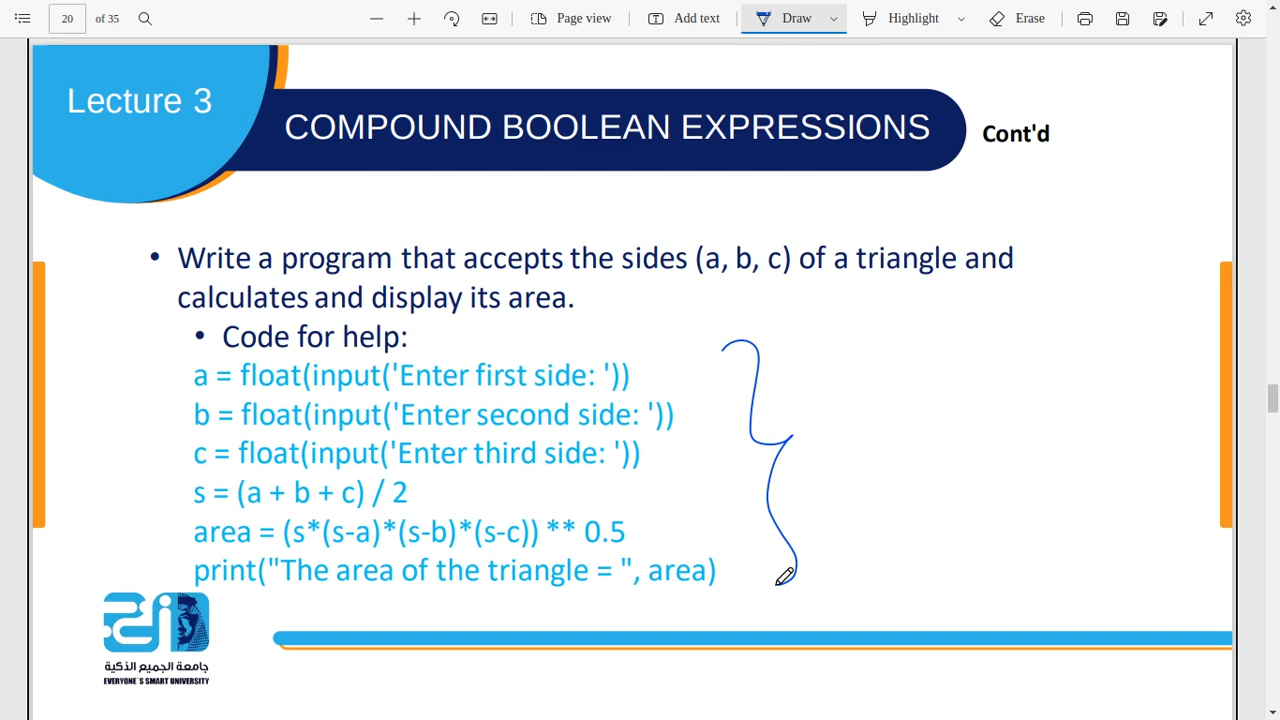 20 of 35 Page view Add text Draw Highlight Erase
Lecture 3
COMPOUND BOOLEAN EXPRESSIONS Cont'd
• Write a program that accepts the sides (a, b, c) of a triangle and
calculates and display its area.
• Code for help:
a = float(input('Enter first side: '))
b = float(input('Enter second side: '))
c = float(input('Enter third side: '))
s = (a + b + c) / 2
area = (s*(s-a)*(s-b)*(s-c)) ** 0.5
print("The area of the triangle = ", area)
جامعة الجميع الذكية
EVERYONE`S SMART UNIVERSITY